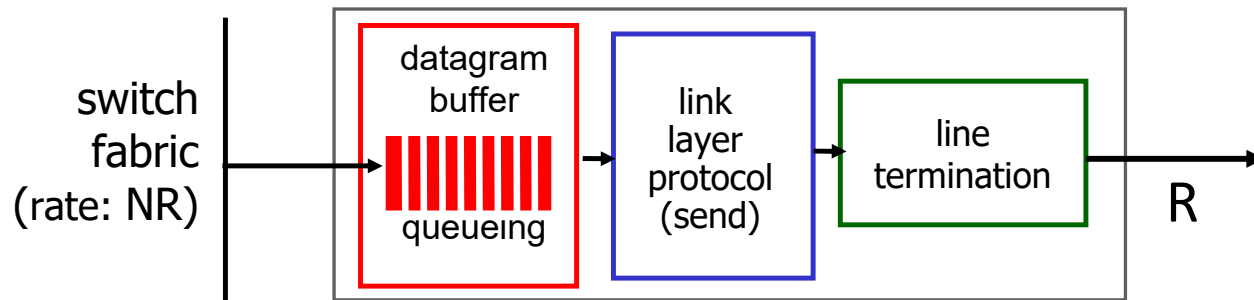 switch
fabric
(rate: NR)
datagram
buffer
queueing
link
layer
protocol
(send)
line
termination
R